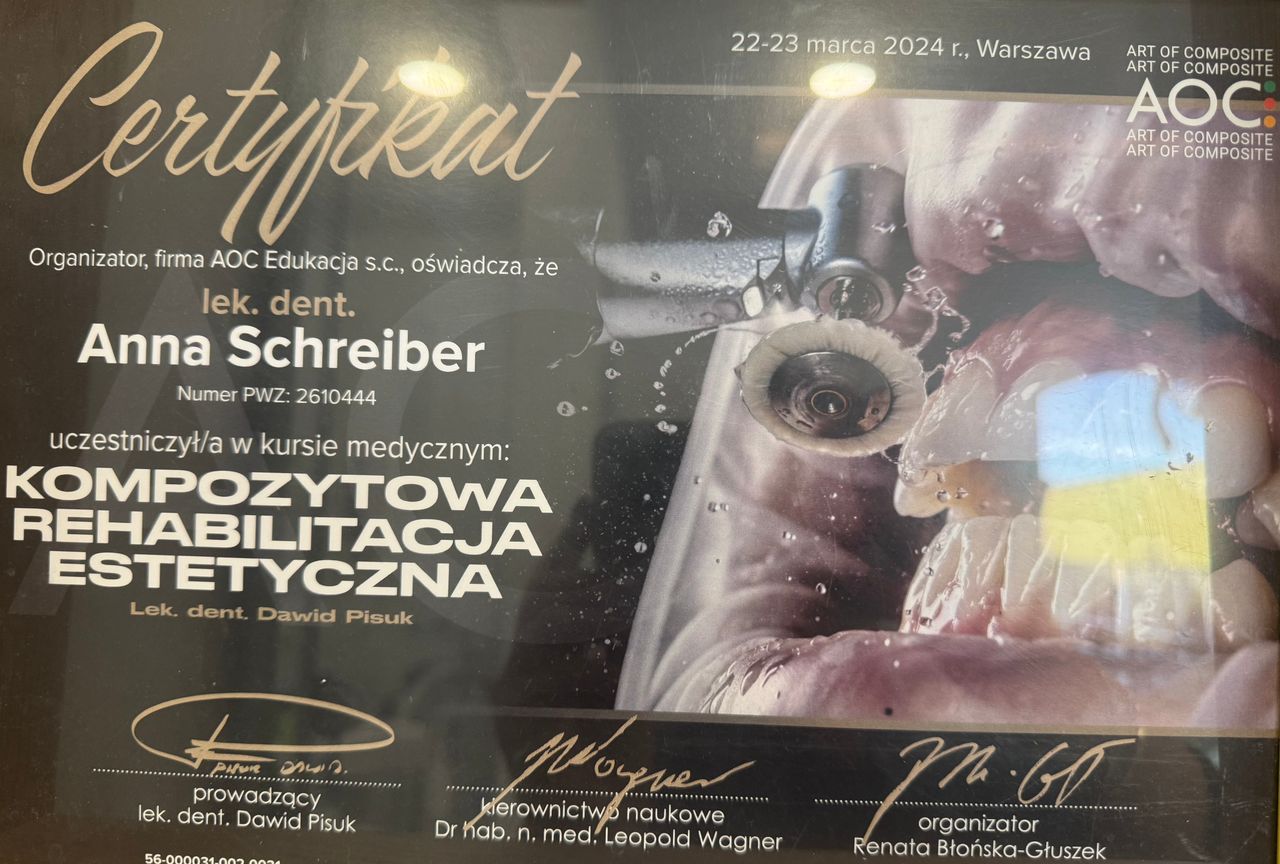 Certyfikat
22-23 marca 2024 r., Warszawa
ART OF COMPOSITE
ART OF COMPOSITE
AOC
ART OF COMPOSITE
ART OF COMPOSITE
Organizator, firma AOC Edukacja s.c., oświadcza, że
lek. dent.
Anna Schreiber
Numer PWZ: 2610444
uczestniczył/a w kursie medycznym:
KOMPOZYTOWA
REHABILITACJA
ESTETYCZNA
Lek. dent. Dawid Pisuk
prowadzący
lek. dent. Dawid Pisuk
kierownictwo naukowe
Dr hab. n. med. Leopold Wagner
organizator
Renata Błońska-Głuszek